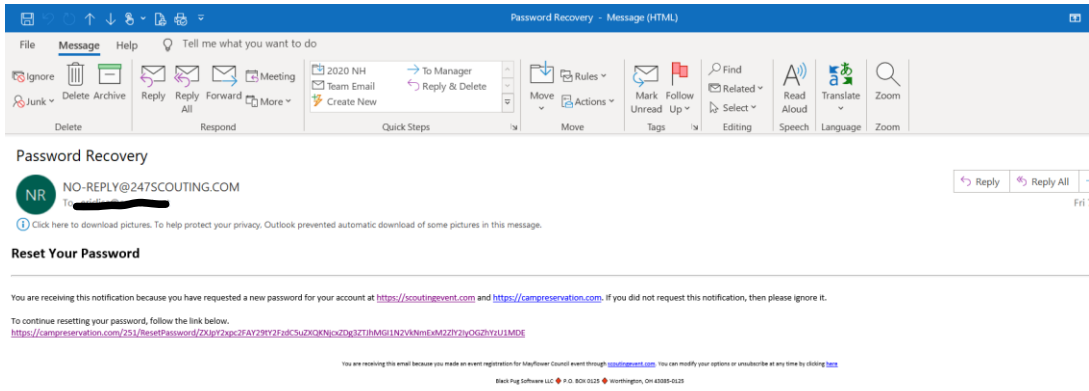 Password Recovery - Message (HTML)
File Message Help Tell me what you want to do
Ignore
Junk
Delete Archive
Reply Reply All Forward
Meeting
More
2020 NH
To Manager
Team Email
Reply & Delete
Create New
Move
Rules
Actions
Mark Unread
Follow Up
Find
Related
Select
Read Aloud
Translate
Zoom
Delete Respond Quick Steps Move Tags Editing Speech Language Zoom
Password Recovery
NR
NO-REPLY@247SCOUTING.COM
Reply Reply All
To
Fri
Click here to download pictures. To help protect your privacy, Outlook prevented automatic download of some pictures in this message.
Reset Your Password
You are receiving this notification because you have requested a new password for your account at https://scoutingevent.com and https://campreservation.com. If you did not request this notification, then please ignore it.
To continue resetting your password, follow the link below.
You are receiving this email because you made an event registration for Mayflower Council event through scoutingevent.com. You can modify your options or unsubscribe at any time by clicking here
Black Pug Software LLC ♦ P.O. BOX 0125 ♦ Worthington, OH 43085-0125